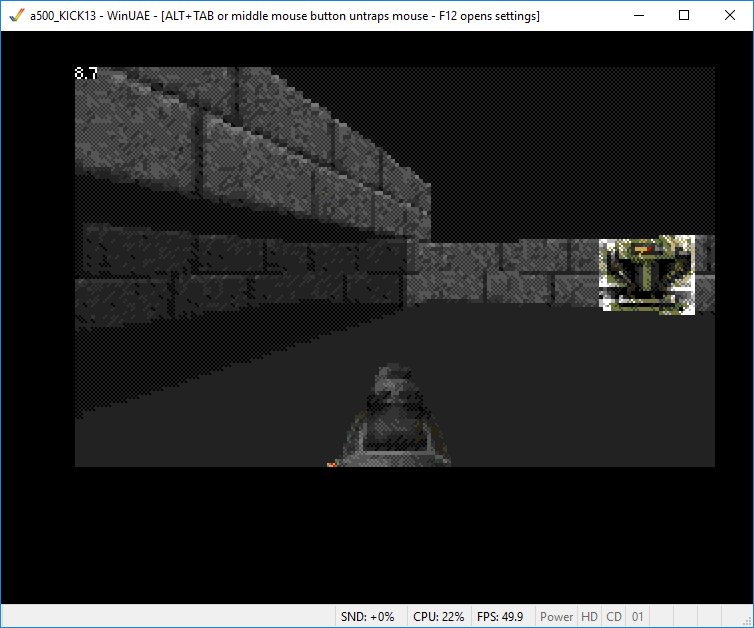 a500_KICK13 - WinUAE - [ALT+TAB or middle mouse button untraps mouse - F12 opens settings]
8.7
SND: +0% CPU: 22% FPS: 49.9 Power HD CD 01